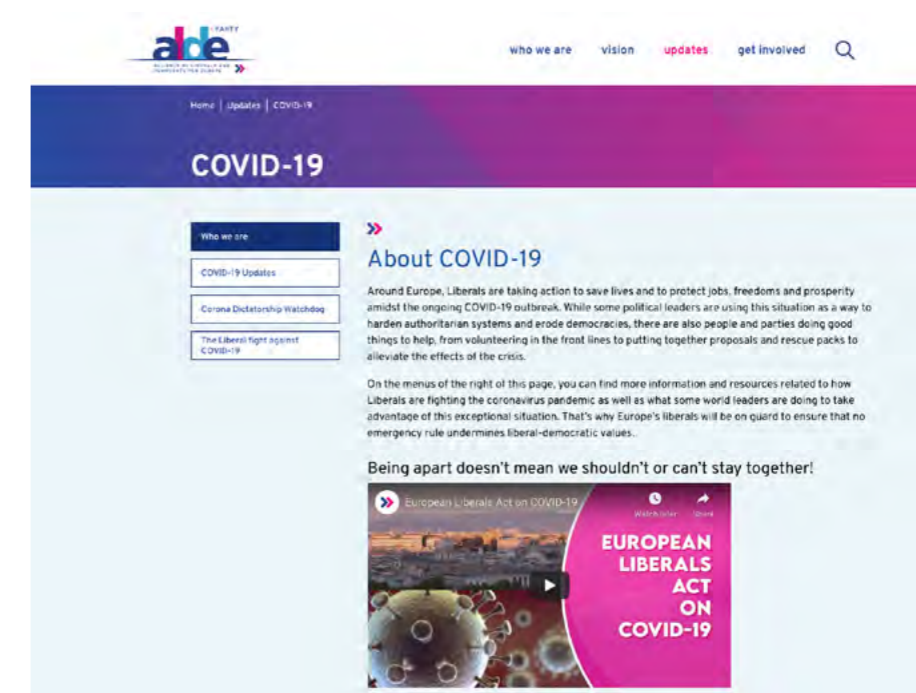 PARTY
alde
ALLIANCE OF LIBERALS AND
DEMOCRATS FOR EUROPE
who we are vision updates get involved
Home | Updates | COVID-19
COVID-19
Who we are
COVID-19 Updates
Corona Dictatorship Watchdog
The Liberal fight against
COVID-19
About COVID-19
Around Europe, Liberals are taking action to save lives and to protect jobs, freedoms and prosperity
amidst the ongoing COVID-19 outbreak. While some political leaders are using this situation as a way to
harden authoritarian systems and erode democracies, there are also people and parties doing good
things to help, from volunteering in the front lines to putting together proposals and rescue packs to
alleviate the effects of the crisis.
On the menus of the right of this page, you can find more information and resources related to how
Liberals are fighting the coronavirus pandemic as well as what some world leaders are doing to take
advantage of this exceptional situation. That's why Europe's liberals will be on guard to ensure that no
emergency rule undermines liberal-democratic values.
Being apart doesn't mean we shouldn't or can't stay together!
European Liberals Act on COVID-19
Watch later Share
EUROPEAN
LIBERALS
ACT
ON
COVID-19